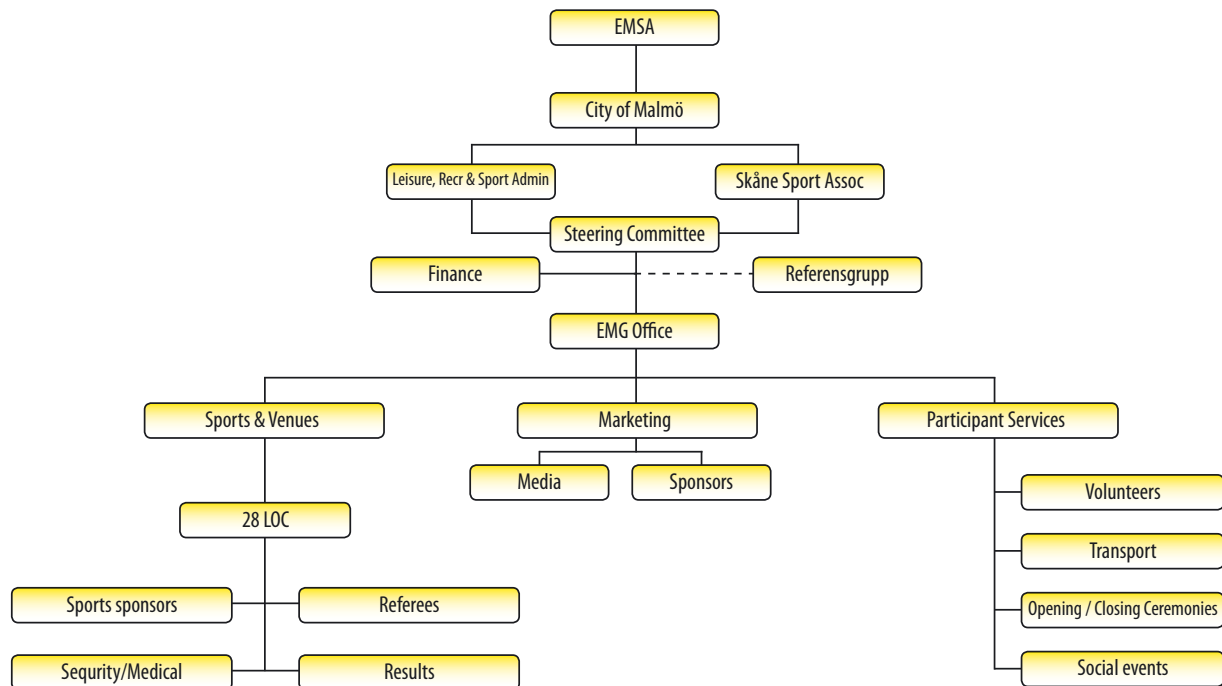 EMSA
City of Malmö
Leisure, Recr & Sport Admin
Skåne Sport Assoc
Steering Committee
Finance
Referensgrupp
EMG Office
Sports & Venues
Marketing
Participant Services
Media
Sponsors
Volunteers
28 LOC
Transport
Sports sponsors
Referees
Opening / Closing Ceremonies
Sequrity/Medical
Results
Social events